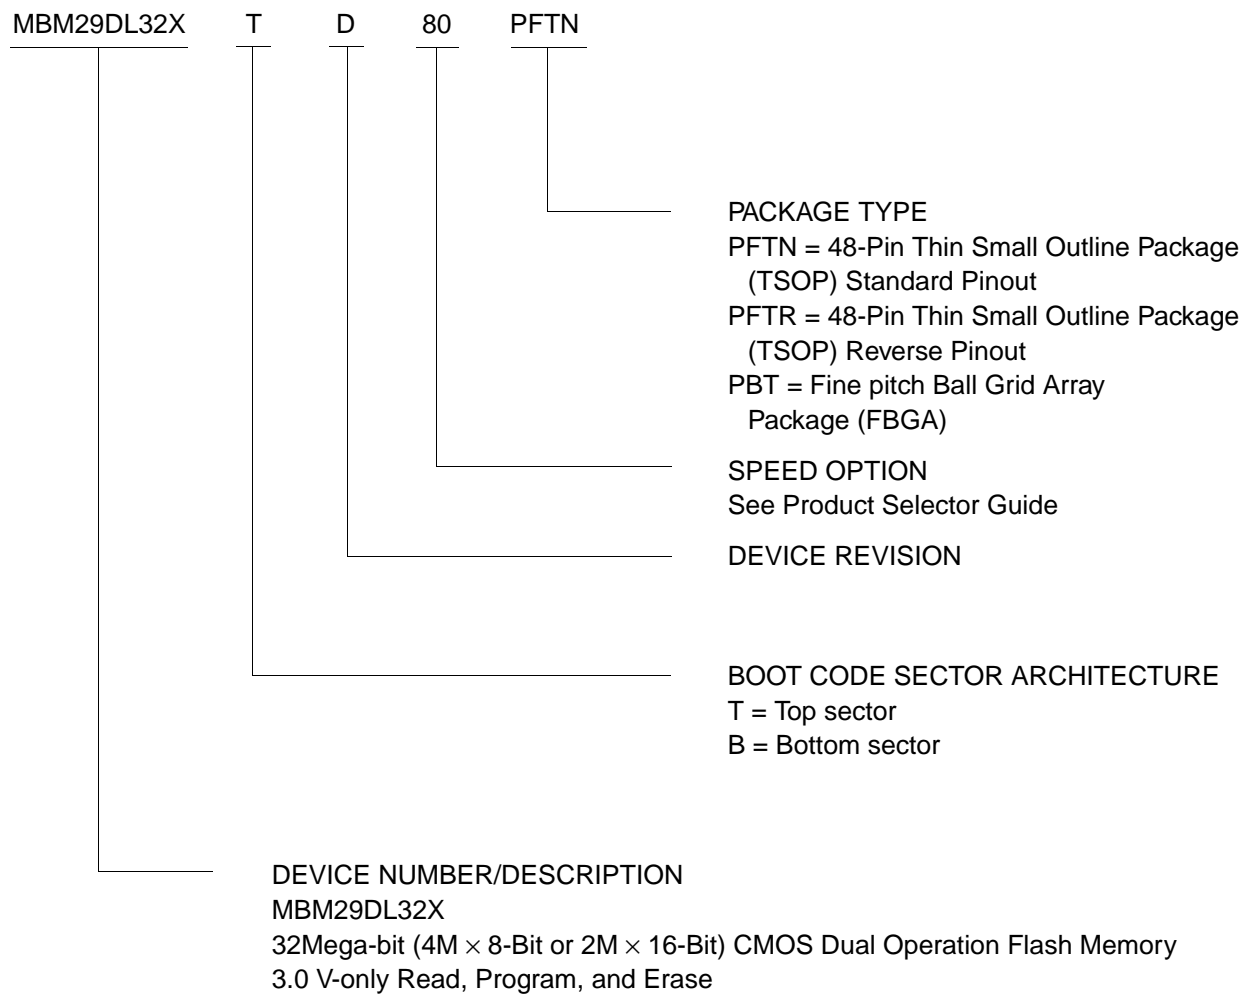 MBM29DL32X T D 80 PFTN
PACKAGE TYPE
PFTN = 48-Pin Thin Small Outline Package
(TSOP) Standard Pinout
PFTR = 48-Pin Thin Small Outline Package
(TSOP) Reverse Pinout
PBT = Fine pitch Ball Grid Array
Package (FBGA)
SPEED OPTION
See Product Selector Guide
DEVICE REVISION
BOOT CODE SECTOR ARCHITECTURE
T = Top sector
B = Bottom sector
DEVICE NUMBER/DESCRIPTION
MBM29DL32X
32Mega-bit (4M × 8-Bit or 2M × 16-Bit) CMOS Dual Operation Flash Memory
3.0 V-only Read, Program, and Erase